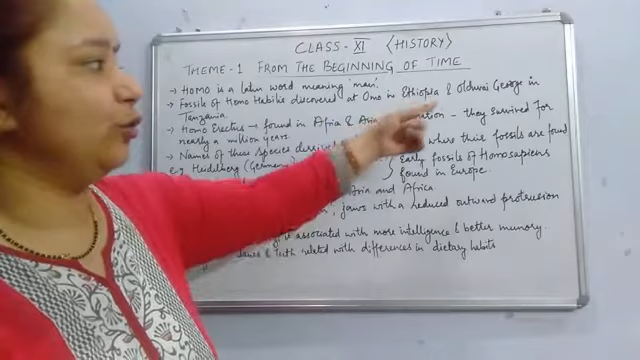 CLASS - XI <HISTORY>
THEME - 1 FROM THE BEGINNING OF TIME
→ HOMO is a latin word meaning 'man'.
→ Fossils of Homo Habilis discovered at Omo in Ethiopia & Olduvai George in
Tanzania.
→ Homo Erectus → found in Africa & Asia - they survived for
nearly a million years.
→ Names of these species where their fossils are found
e.g Heidelberg (Germany) Early fossils of Homosapiens
found in Europe.
Asia and Africa.
jaws with a reduced outward protrusion
is associated with more intelligence & better memory.
Jaws & Teeth related with differences in dietary habits